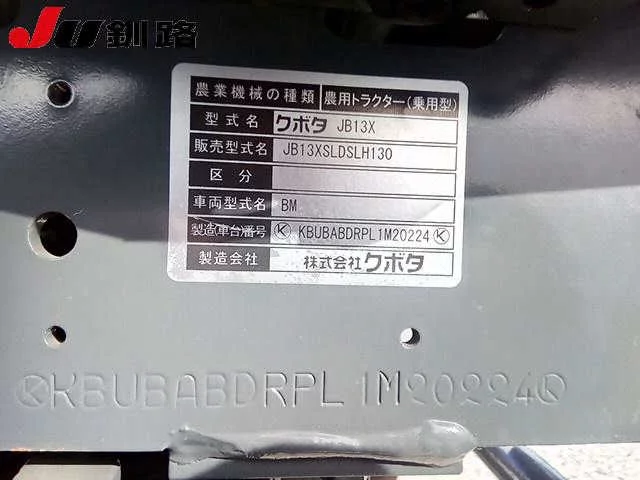 JU釧路
農業機械の種類 農用トラクター(乗用型)
型式名 クボタ JB13X
販売型式名 JB13XSLDSLH130
区分
車両型式名 BM
製造車台番号 Ⓚ KBUBABDRPL1M20224 Ⓚ
製造会社 株式会社クボタ
ⓀKBUBABDRPL1M20224Ⓚ